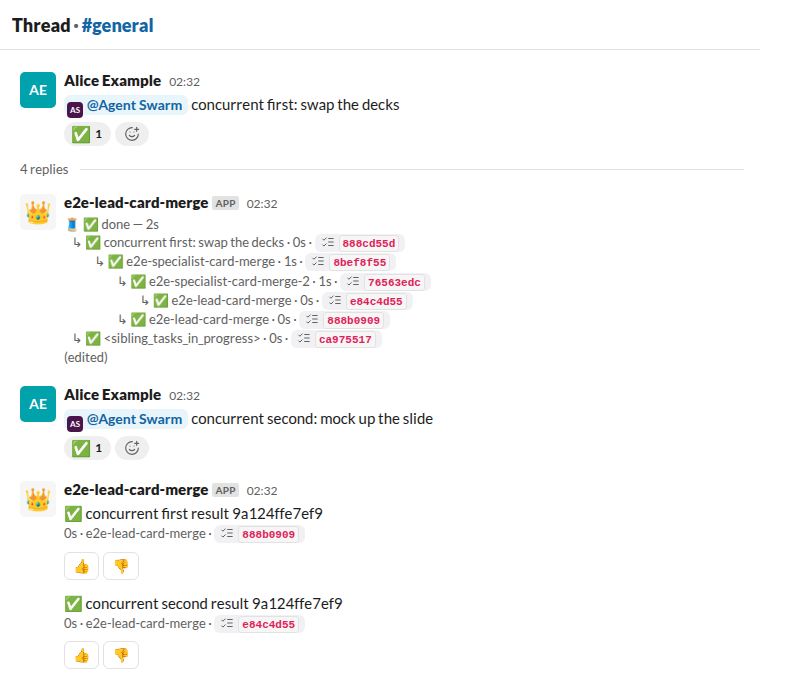 Thread · #general
AE
Alice Example 02:32
AS @Agent Swarm concurrent first: swap the decks
✅ 1
4 replies
e2e-lead-card-merge APP 02:32
🧵 ✅ done — 2s
↳ ✅ concurrent first: swap the decks · 0s · 888cd55d
↳ ✅ e2e-specialist-card-merge · 1s · 8bef8f55
↳ ✅ e2e-specialist-card-merge-2 · 1s · 76563edc
↳ ✅ e2e-lead-card-merge · 0s · e84c4d55
↳ ✅ e2e-lead-card-merge · 0s · 888b0909
↳ ✅ <sibling_tasks_in_progress> · 0s · ca975517
(edited)
AE
Alice Example 02:32
AS @Agent Swarm concurrent second: mock up the slide
✅ 1
e2e-lead-card-merge APP 02:32
✅ concurrent first result 9a124ffe7ef9
0s · e2e-lead-card-merge · 888b0909
👍 👎
✅ concurrent second result 9a124ffe7ef9
0s · e2e-lead-card-merge · e84c4d55
👍 👎